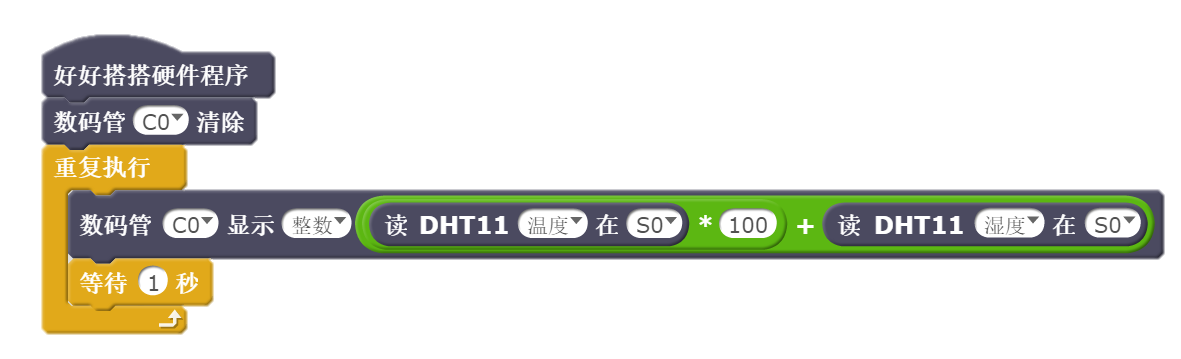 好好搭搭硬件程序
数码管 C0 清除
重复执行
数码管 C0 显示 整数 读 DHT11 温度 在 S0 * 100 + 读 DHT11 湿度 在 S0
等待 1 秒